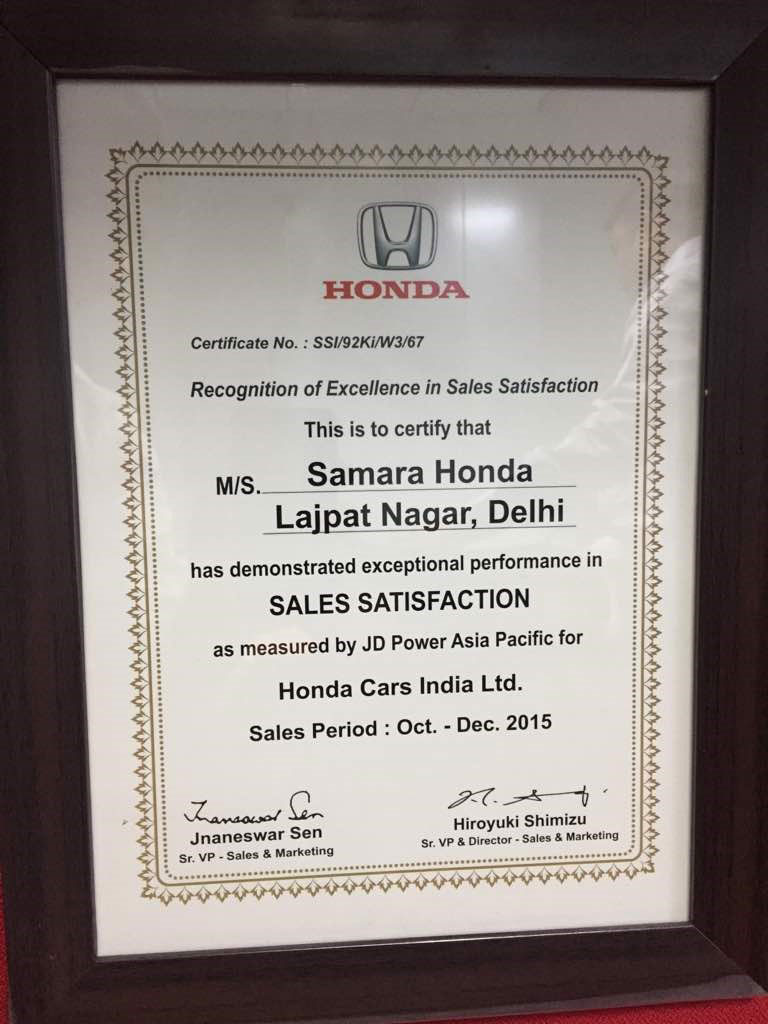 HONDA
Certificate No. : SSI/92Ki/W3/67
Recognition of Excellence in Sales Satisfaction
This is to certify that
M/S. Samara Honda
Lajpat Nagar, Delhi
has demonstrated exceptional performance in
SALES SATISFACTION
as measured by JD Power Asia Pacific for
Honda Cars India Ltd.
Sales Period : Oct. - Dec. 2015
Jnaneswar Sen
Jnaneswar Sen
Sr. VP - Sales & Marketing
Hiroyuki Shimizu
Sr. VP & Director - Sales & Marketing